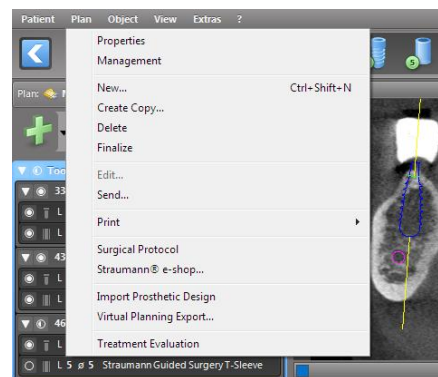 Patient Plan Object View Extras ?
Properties
Management
Plan:
New... Ctrl+Shift+N
Create Copy...
Delete
Finalize
Edit...
Send...
Print
Surgical Protocol
Straumann® e-shop...
Import Prosthetic Design
Virtual Planning Export...
Treatment Evaluation
5
Too
33
L
L
43
L
L
46
L
L 5 ø 5 Straumann Guided Surgery T-Sleeve